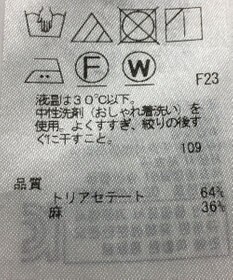 F
W
F23
液温は30℃以下。
中性洗剤(おしゃれ着洗い)を
使用。よくすすぎ、絞りの後す
ぐに干すこと。
109
品質
トリアセテート 64%
麻 36%